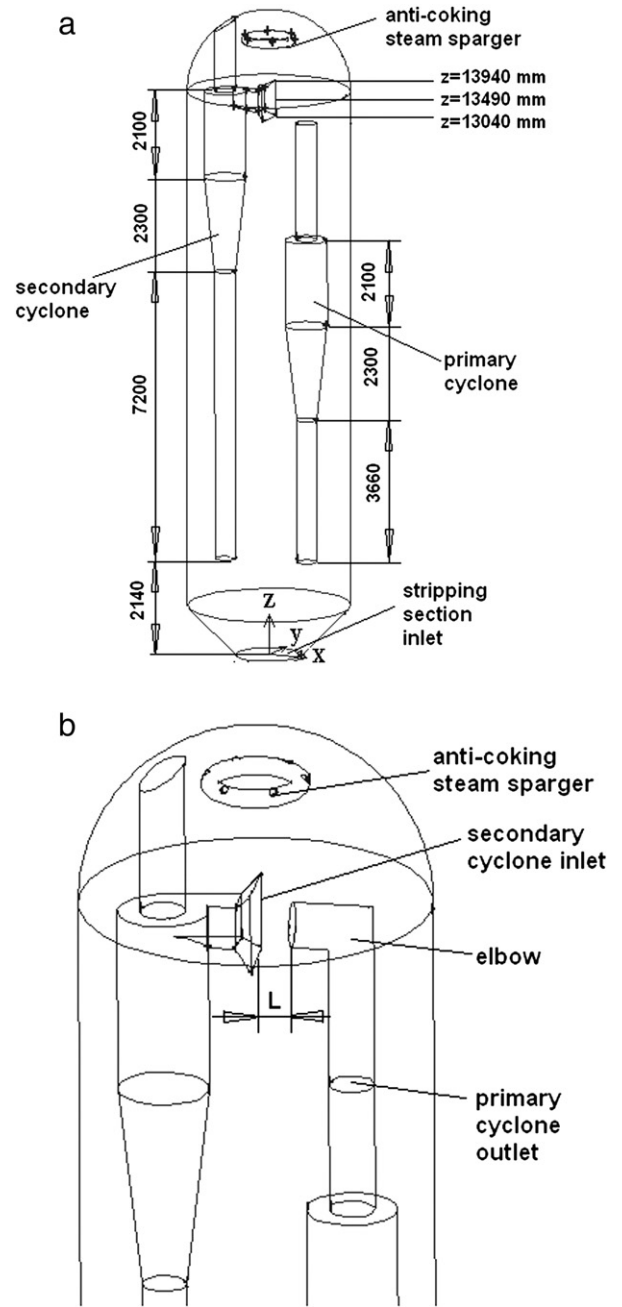 a
anti-coking
steam sparger
z=13940 mm
z=13490 mm
z=13040 mm
2100
2300
secondary
cyclone
2100
primary
cyclone
2300
7200
3660
2140
stripping
section
inlet
z
y
x
b
anti-coking
steam sparger
secondary
cyclone inlet
elbow
L
primary
cyclone
outlet